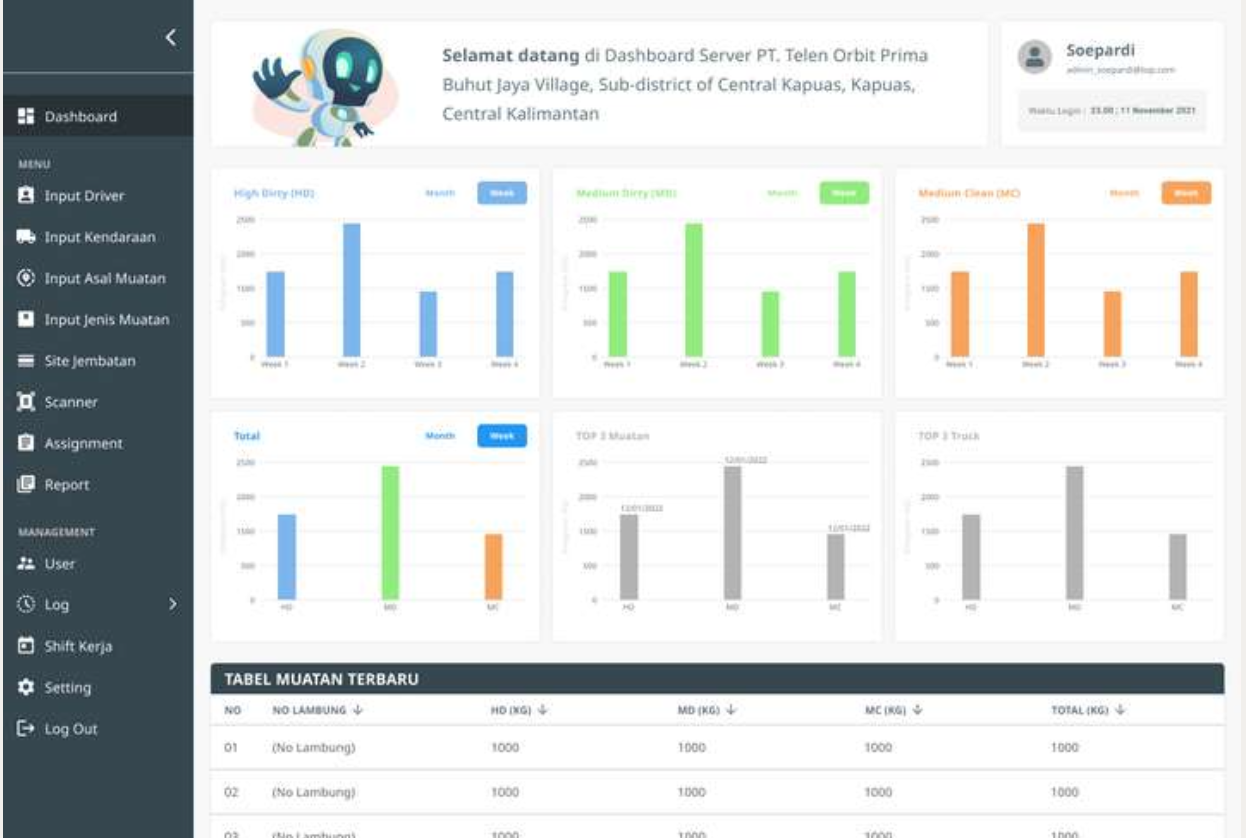 Dashboard
MENU
Input Driver
Input Kendaraan
Input Asal Muatan
Input Jenis Muatan
Site Jembatan
Scanner
Assignment
Report
MANAGEMENT
User
Log
Shift Kerja
Setting
Log Out
Selamat datang di Dashboard Server PT. Telen Orbit Prima
Buhut Jaya Village, Sub-district of Central Kapuas, Kapuas,
Central Kalimantan
Soepardi
admin_soepardi@top.com
Waktu Login : 23.00 ; 11 November 2021
High Dirty (HD) Month Week
2500
2000
1500
500
0
Week 1 Week 2 Week 3 Week 4
Medium Dirty (MD) Month Week
2500
2000
1500
500
0
Week 1 Week 2 Week 3 Week 4
Medium Clean (MC) Month Week
2500
2000
1500
500
0
Week 1 Week 2 Week 3 Week 4
Total Month Week
2500
2000
1500
500
0
HD MD MC
TOP 3 Muatan
12/01/2022
2500
2000
12/01/2022
1500
12/01/2022
500
0
HD MD MC
TOP 3 Truck
2500
2000
1500
500
0
HD MD MC
TABEL MUATAN TERBARU
NO NO LAMBUNG HD (KG) MD (KG) MC (KG) TOTAL (KG)
01 (No Lambung) 1000 1000 1000 1000
02 (No Lambung) 1000 1000 1000 1000
03 (No Lambung) 1000 1000 1000 1000